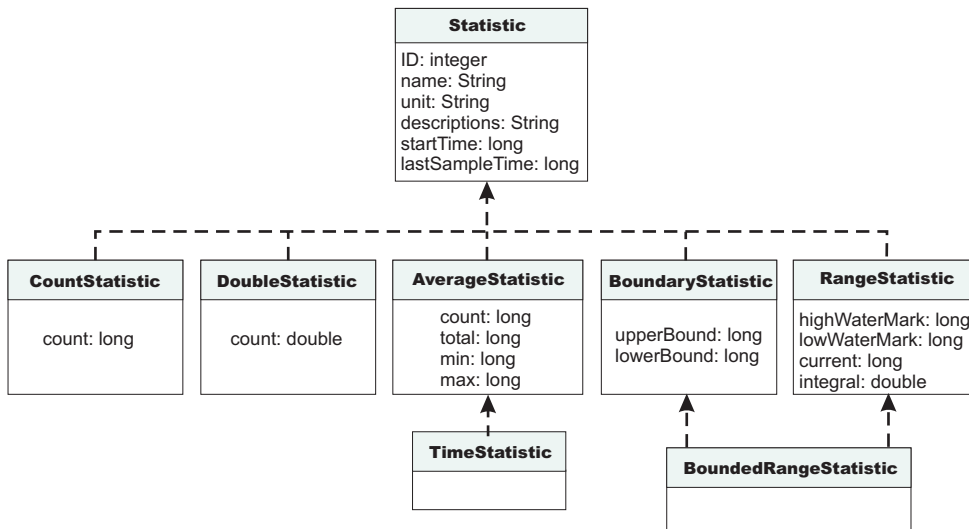 Statistic
ID: integer
name: String
unit: String
descriptions: String
startTime: long
lastSampleTime: long
CountStatistic
count: long
DoubleStatistic
count: double
AverageStatistic
count: long
total: long
min: long
max: long
BoundaryStatistic
upperBound: long
lowerBound: long
RangeStatistic
highWaterMark: long
lowWaterMark: long
current: long
integral: double
TimeStatistic
BoundedRangeStatistic